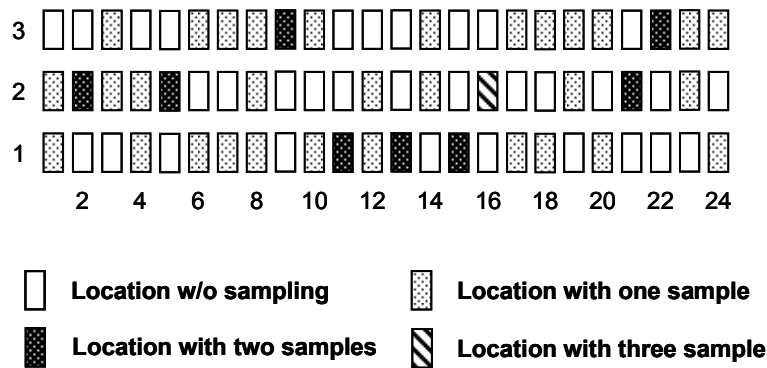 3
2
1
2 4 6 8 10 12 14 16 18 20 22 24
Location w/o sampling
Location with one sample
Location with two samples
Location with three sample